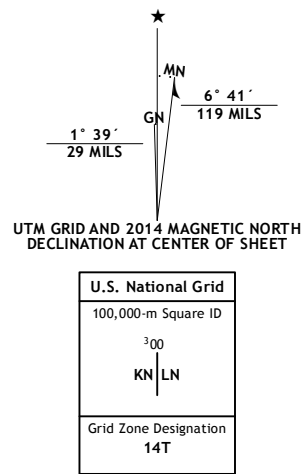 ★
MN
GN
6° 41´
119 MILS
1° 39´
29 MILS
UTM GRID AND 2014 MAGNETIC NORTH
DECLINATION AT CENTER OF SHEET
U.S. National Grid
100,000-m Square ID
³00
KN LN
Grid Zone Designation
14T